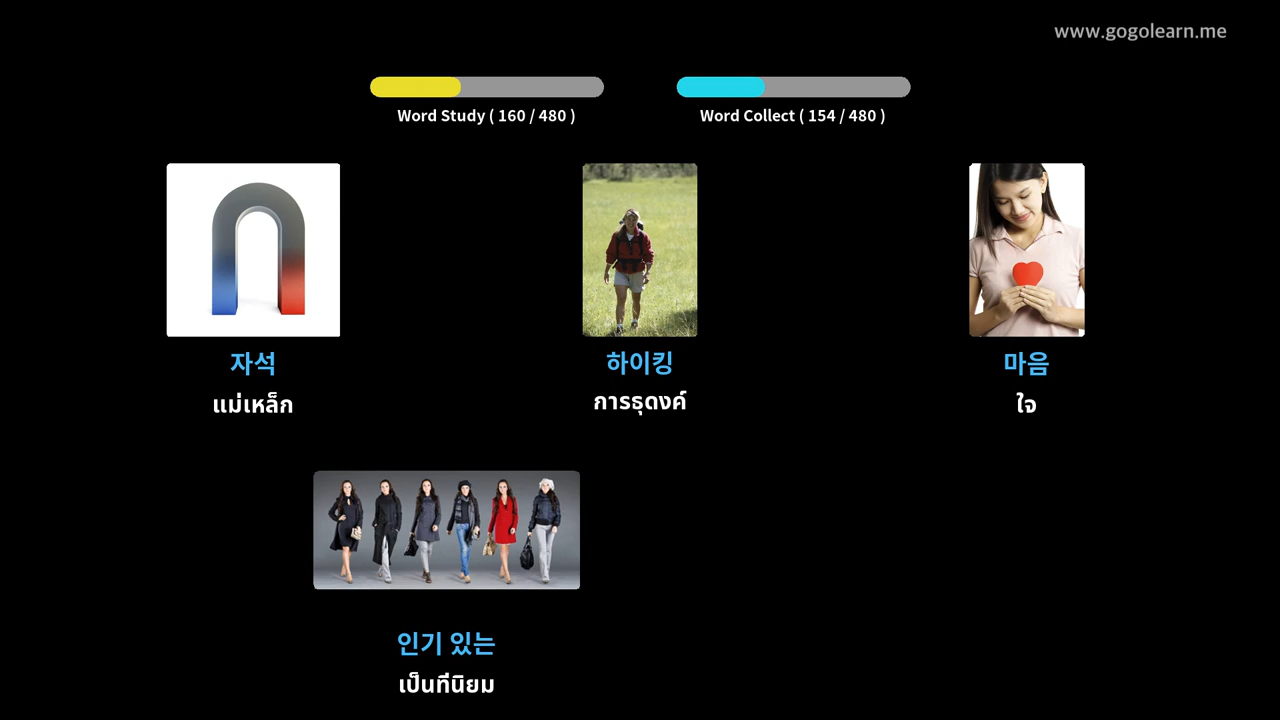 www.gogolearn.me
Word Study ( 160 / 480 )
Word Collect ( 154 / 480 )
자석
하이킹
마음
แม่เหล็ก
การธุดงค์
ใจ
인기 있는
เป็นที่นิยม